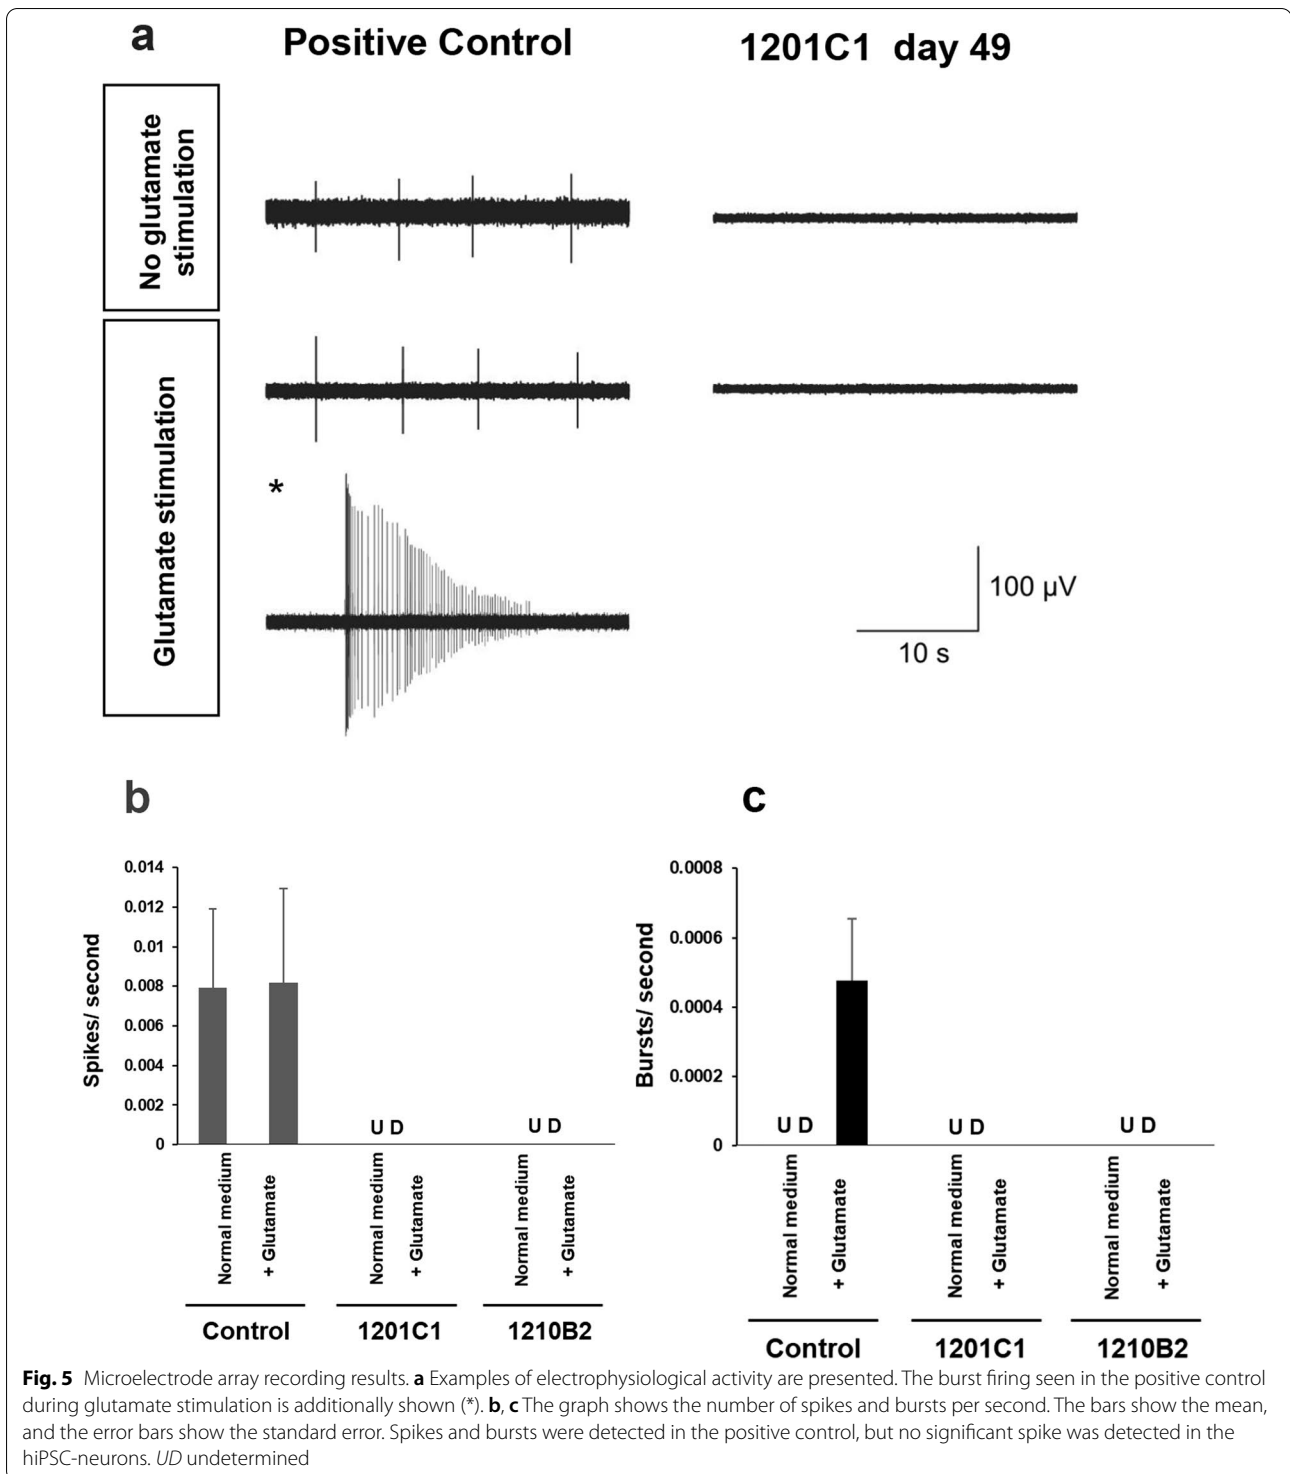 a
Positive Control
1201C1 day 49
No glutamate
stimulation
Glutamate stimulation
*
100 µV
10 s
b
Spikes/ second
0.014
0.012
0.01
0.008
0.006
0.004
0.002
0
U D
U D
Normal medium
+ Glutamate
Normal medium
+ Glutamate
Normal medium
+ Glutamate
Control
1201C1
1210B2
c
Bursts/ second
0.0008
0.0006
0.0004
0.0002
0
U D
U D
U D
Normal medium
+ Glutamate
Normal medium
+ Glutamate
Normal medium
+ Glutamate
Control
1201C1
1210B2
Fig. 5 Microelectrode array recording results. a Examples of electrophysiological activity are presented. The burst firing seen in the positive control
during glutamate stimulation is additionally shown (*). b, c The graph shows the number of spikes and bursts per second. The bars show the mean,
and the error bars show the standard error. Spikes and bursts were detected in the positive control, but no significant spike was detected in the
hiPSC-neurons. UD undetermined